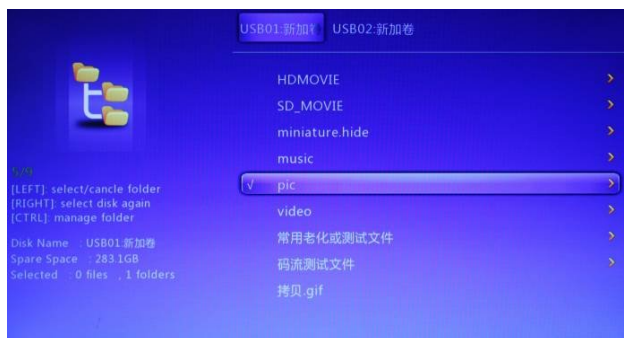 USB01:新加卷 USB02:新加卷
HDMOVIE
SD_MOVIE
miniature.hide
music
√ pic
video
常用老化或测试文件
码流测试文件
拷贝.gif
5/9
[LEFT]: select/cancle folder
[RIGHT]: select disk again
[CTRL]: manage folder
Disk Name : USB01:新加卷
Spare Space : 283.1GB
Selected : 0 files , 1 folders